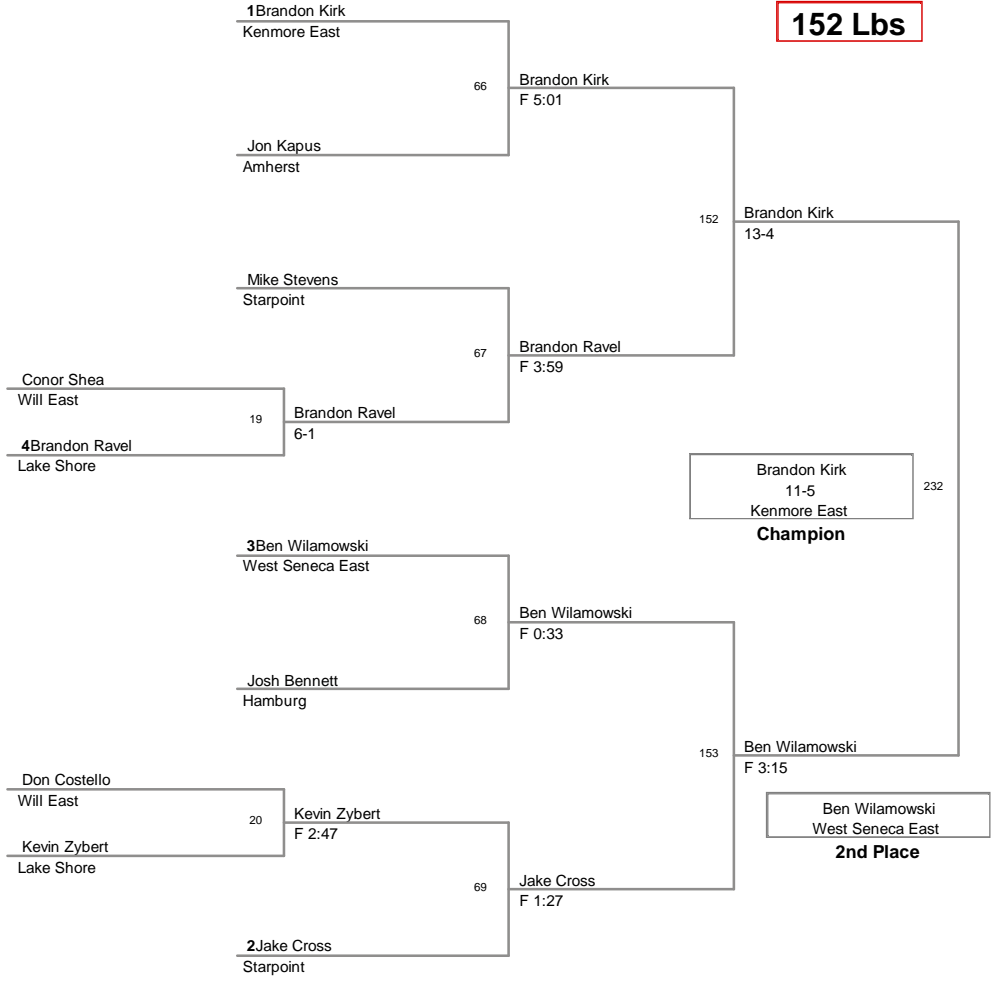 152 Lbs
1Brandon Kirk
Kenmore East
66
Brandon Kirk
F 5:01
Jon Kapus
Amherst
152
Brandon Kirk
13-4
Mike Stevens
Starpoint
67
Brandon Ravel
F 3:59
Conor Shea
Will East
19
Brandon Ravel
6-1
4Brandon Ravel
Lake Shore
Brandon Kirk
11-5
Kenmore East
Champion
232
3Ben Wilamowski
West Seneca East
68
Ben Wilamowski
F 0:33
Josh Bennett
Hamburg
153
Ben Wilamowski
F 3:15
Don Costello
Will East
20
Kevin Zybert
F 2:47
Kevin Zybert
Lake Shore
Ben Wilamowski
West Seneca East
2nd Place
69
Jake Cross
F 1:27
2Jake Cross
Starpoint